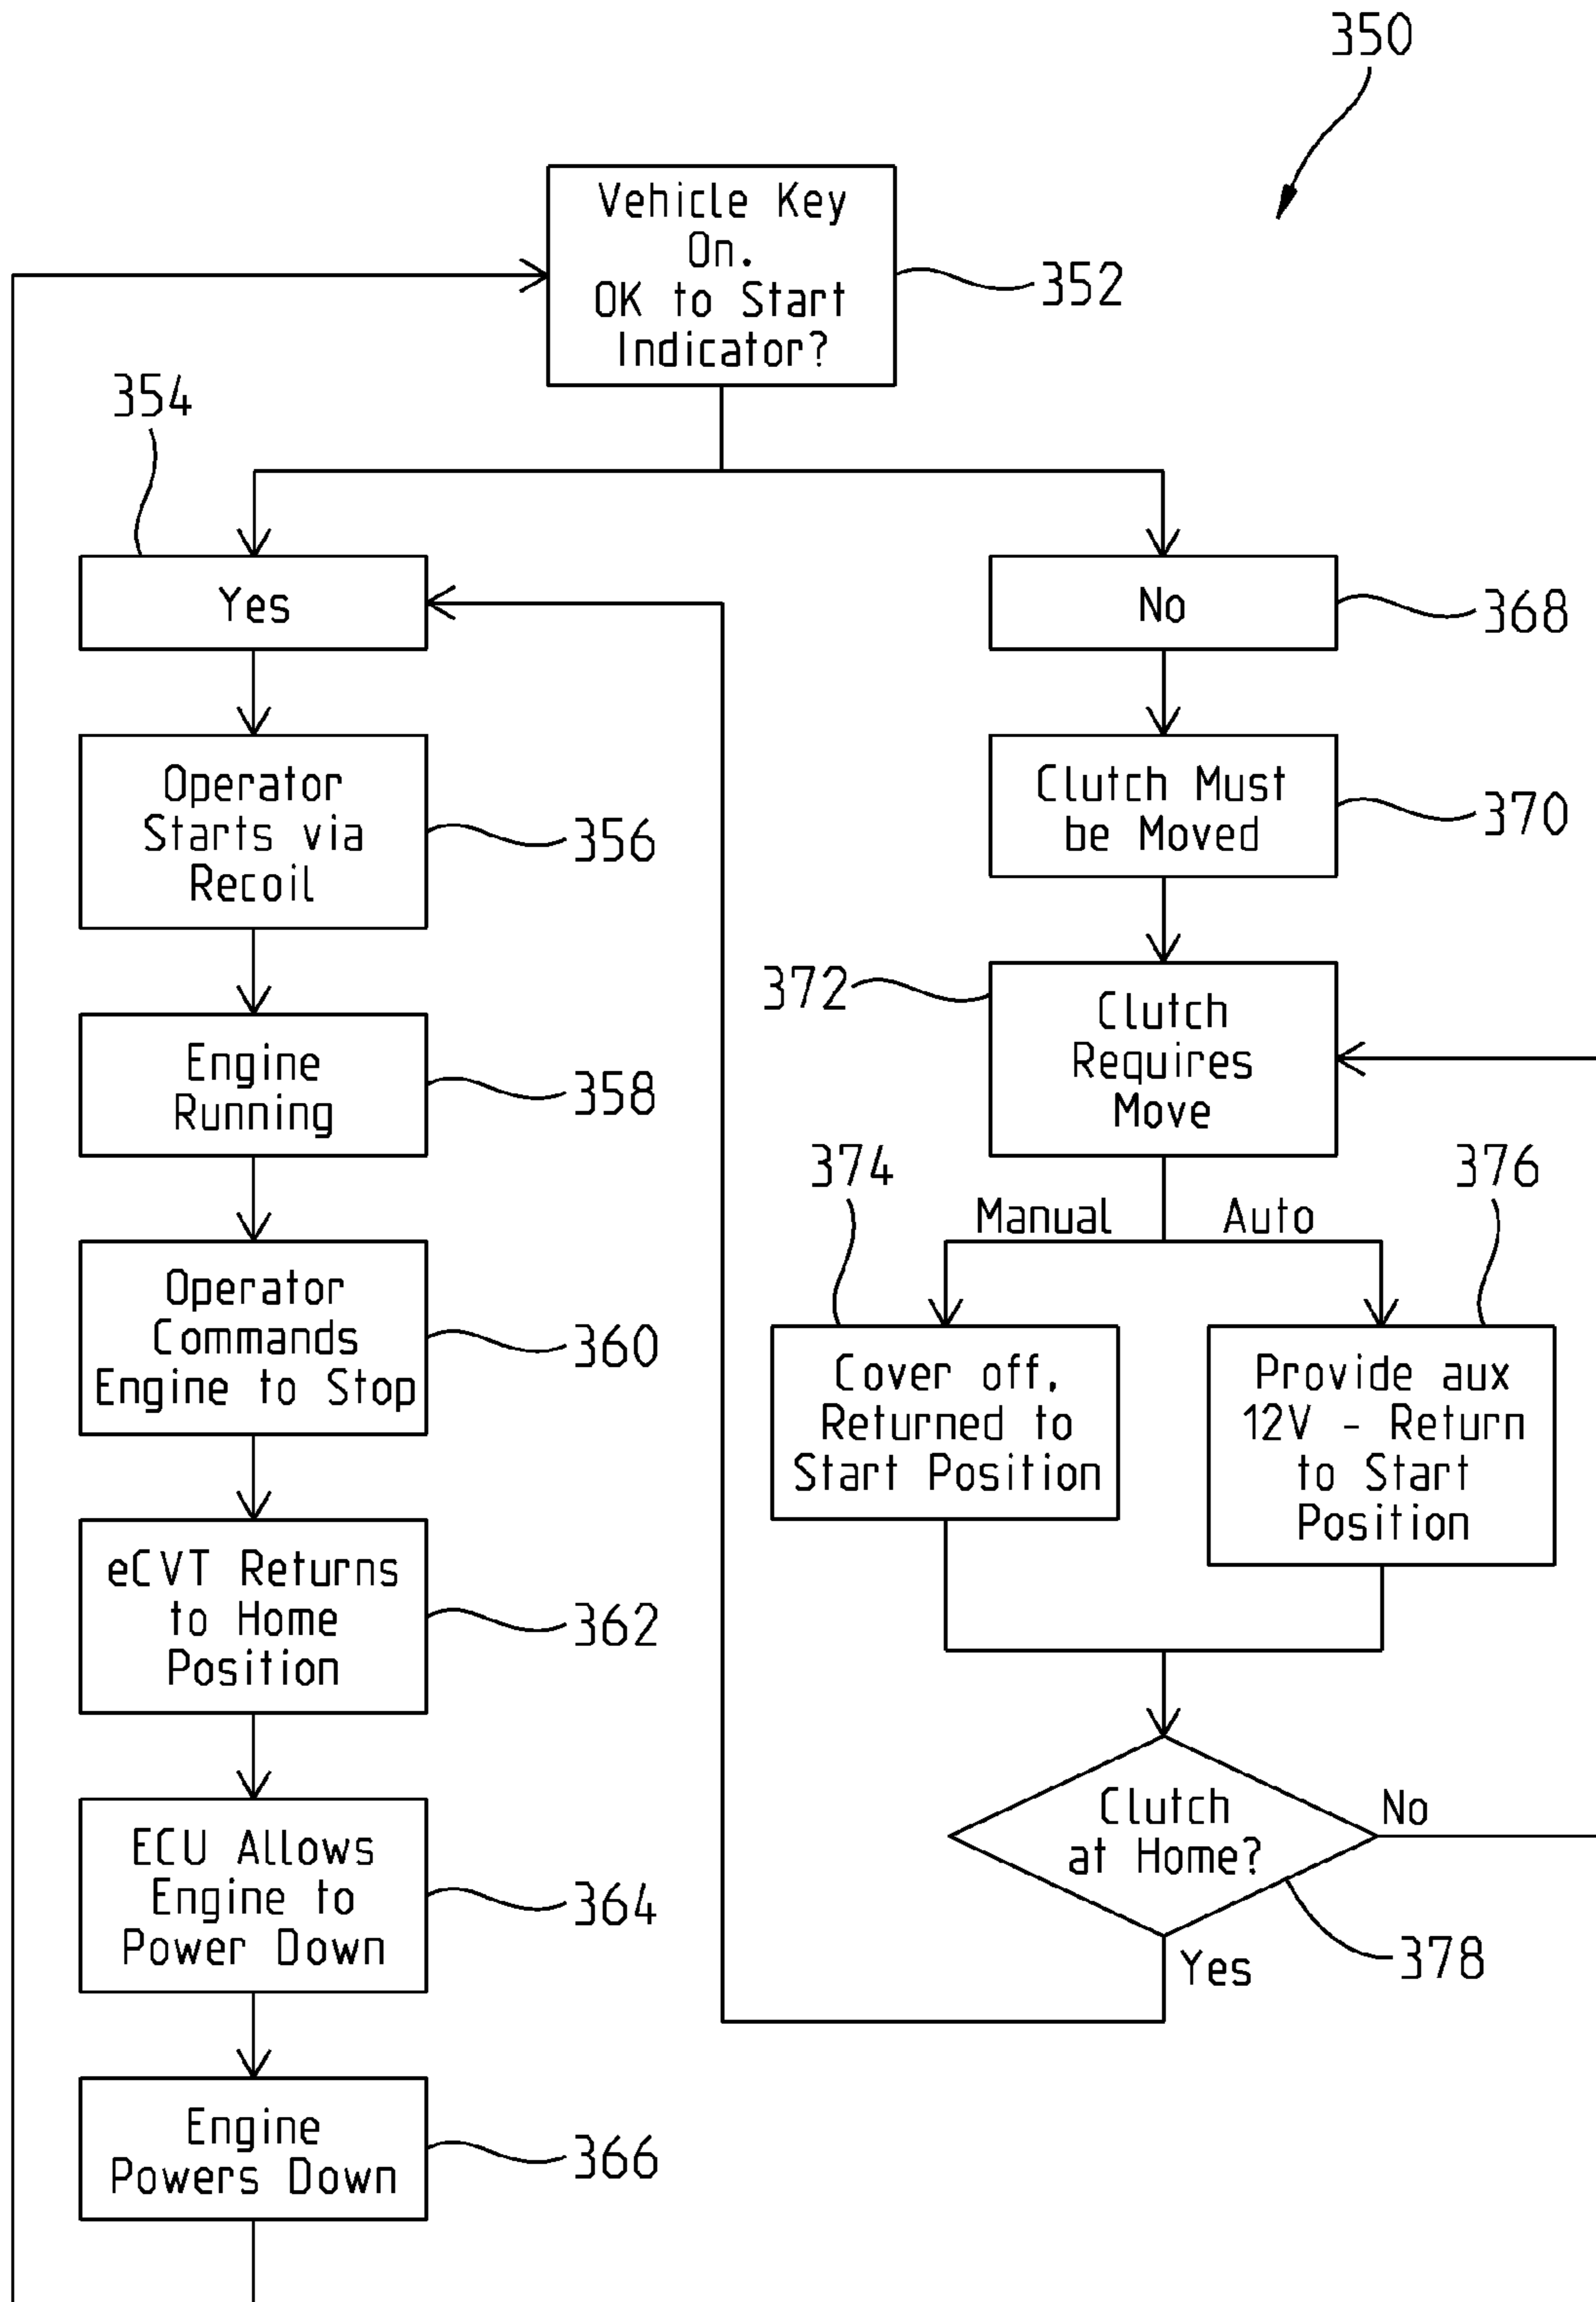 350
Vehicle Key
On.
OK to Start
Indicator?
352
354
Yes
No
368
Operator
Starts via
Recoil
356
Clutch Must
be Moved
370
Engine
Running
358
372
Clutch
Requires
Move
374
376
Manual
Auto
Operator
Commands
Engine to Stop
360
Cover off,
Returned to
Start Position
Provide aux
12V - Return
to Start
Position
eCVT Returns
to Home
Position
362
ECU Allows
Engine to
Power Down
364
Clutch
at Home?
No
Yes
378
Engine
Powers Down
366